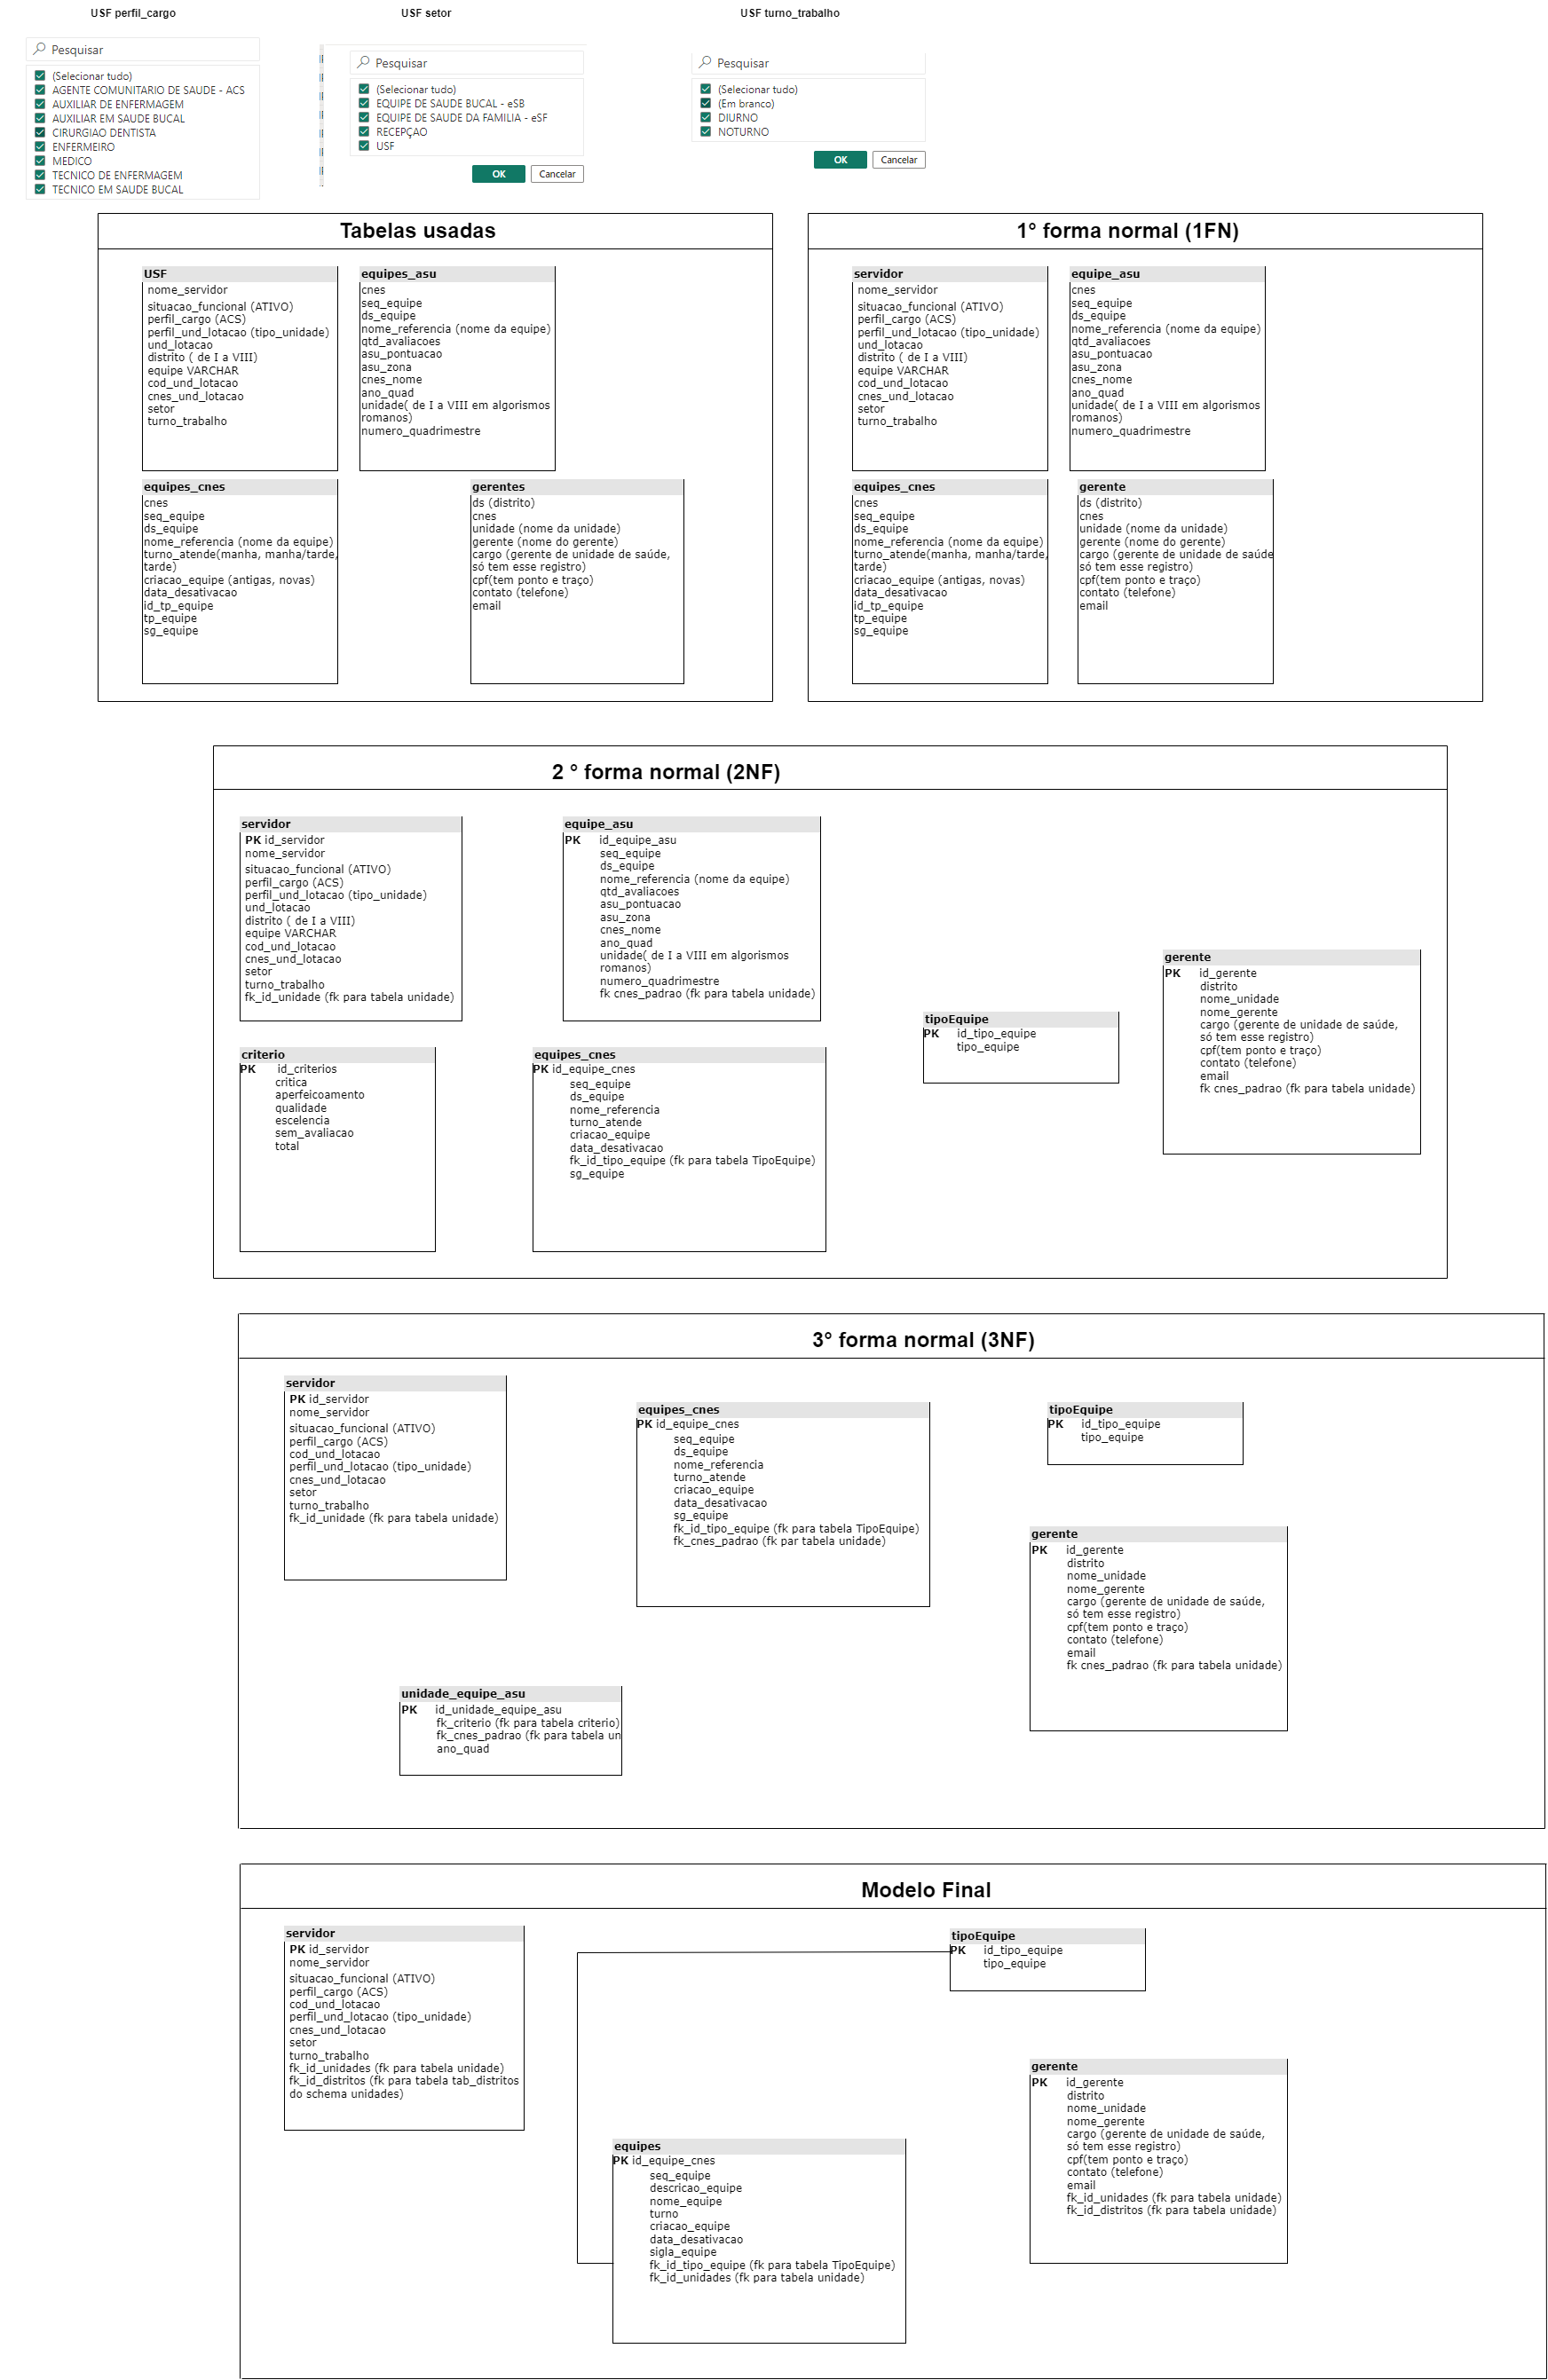 USF perfil_cargo
Pesquisar
(Selecionar tudo)
AGENTE COMUNITARIO DE SAUDE - ACS
AUXILIAR DE ENFERMAGEM
AUXILIAR EM SAUDE BUCAL
CIRURGIAO DENTISTA
ENFERMEIRO
MEDICO
TECNICO DE ENFERMAGEM
TECNICO EM SAUDE BUCAL
USF setor
Pesquisar
(Selecionar tudo)
EQUIPE DE SAUDE BUCAL - eSB
EQUIPE DE SAUDE DA FAMILIA - eSF
RECEPÇAO
USF
OK
Cancelar
USF turno_trabalho
Pesquisar
(Selecionar tudo)
(Em branco)
DIURNO
NOTURNO
OK
Cancelar
Tabelas usadas
USF
nome_servidor
situacao_funcional (ATIVO)
perfil_cargo (ACS)
perfil_und_lotacao (tipo_unidade)
und_lotacao
distrito ( de I a VIII)
equipe VARCHAR
cod_und_lotacao
cnes_und_lotacao
setor
turno_trabalho
equipes_asu
cnes
seq_equipe
ds_equipe
nome_referencia (nome da equipe)
qtd_avaliacoes
asu_pontuacao
asu_zona
cnes_nome
ano_quad
unidade( de I a VIII em algorismos
romanos)
numero_quadrimestre
equipes_cnes
cnes
seq_equipe
ds_equipe
nome_referencia (nome da equipe)
turno_atende(manha, manha/tarde,
tarde)
criacao_equipe (antigas, novas)
data_desativacao
id_tp_equipe
tp_equipe
sg_equipe
gerentes
ds (distrito)
cnes
unidade (nome da unidade)
gerente (nome do gerente)
cargo (gerente de unidade de saúde,
só tem esse registro)
cpf(tem ponto e traço)
contato (telefone)
email
1° forma normal (1FN)
servidor
nome_servidor
situacao_funcional (ATIVO)
perfil_cargo (ACS)
perfil_und_lotacao (tipo_unidade)
und_lotacao
distrito ( de I a VIII)
equipe VARCHAR
cod_und_lotacao
cnes_und_lotacao
setor
turno_trabalho
equipe_asu
cnes
seq_equipe
ds_equipe
nome_referencia (nome da equipe)
qtd_avaliacoes
asu_pontuacao
asu_zona
cnes_nome
ano_quad
unidade( de I a VIII em algorismos
romanos)
numero_quadrimestre
equipes_cnes
cnes
seq_equipe
ds_equipe
nome_referencia (nome da equipe)
turno_atende(manha, manha/tarde,
tarde)
criacao_equipe (antigas, novas)
data_desativacao
id_tp_equipe
tp_equipe
sg_equipe
gerente
ds (distrito)
cnes
unidade (nome da unidade)
gerente (nome do gerente)
cargo (gerente de unidade de saúde
só tem esse registro)
cpf(tem ponto e traço)
contato (telefone)
email
2 ° forma normal (2NF)
servidor
PK id_servidor
nome_servidor
situacao_funcional (ATIVO)
perfil_cargo (ACS)
perfil_und_lotacao (tipo_unidade)
und_lotacao
distrito ( de I a VIII)
equipe VARCHAR
cod_und_lotacao
cnes_und_lotacao
setor
turno_trabalho
fk_id_unidade (fk para tabela unidade)
equipe_asu
PK id_equipe_asu
seq_equipe
ds_equipe
nome_referencia (nome da equipe)
qtd_avaliacoes
asu_pontuacao
asu_zona
cnes_nome
ano_quad
unidade( de I a VIII em algorismos
romanos)
numero_quadrimestre
fk cnes_padrao (fk para tabela unidade)
gerente
PK id_gerente
distrito
nome_unidade
nome_gerente
cargo (gerente de unidade de saúde,
só tem esse registro)
cpf(tem ponto e traço)
contato (telefone)
email
fk cnes_padrao (fk para tabela unidade)
tipoEquipe
PK id_tipo_equipe
tipo_equipe
criterio
PK id_criterios
critica
aperfeicoamento
qualidade
escelencia
sem_avaliacao
total
equipes_cnes
PK id_equipe_cnes
seq_equipe
ds_equipe
nome_referencia
turno_atende
criacao_equipe
data_desativacao
fk_id_tipo_equipe (fk para tabela TipoEquipe)
sg_equipe
3° forma normal (3NF)
servidor
PK id_servidor
nome_servidor
situacao_funcional (ATIVO)
perfil_cargo (ACS)
cod_und_lotacao
perfil_und_lotacao (tipo_unidade)
cnes_und_lotacao
setor
turno_trabalho
fk_id_unidade (fk para tabela unidade)
equipes_cnes
PK id_equipe_cnes
seq_equipe
ds_equipe
nome_referencia
turno_atende
criacao_equipe
data_desativacao
sg_equipe
fk_id_tipo_equipe (fk para tabela TipoEquipe)
fk_cnes_padrao (fk par tabela unidade)
tipoEquipe
PK id_tipo_equipe
tipo_equipe
gerente
PK id_gerente
distrito
nome_unidade
nome_gerente
cargo (gerente de unidade de saúde,
só tem esse registro)
cpf(tem ponto e traço)
contato (telefone)
email
fk cnes_padrao (fk para tabela unidade)
unidade_equipe_asu
PK id_unidade_equipe_asu
fk_criterio (fk para tabela criterio)
fk_cnes_padrao (fk para tabela un
ano_quad
Modelo Final
servidor
PK id_servidor
nome_servidor
situacao_funcional (ATIVO)
perfil_cargo (ACS)
cod_und_lotacao
perfil_und_lotacao (tipo_unidade)
cnes_und_lotacao
setor
turno_trabalho
fk_id_unidades (fk para tabela unidade)
fk_id_distritos (fk para tabela tab_distritos
do schema unidades)
tipoEquipe
PK id_tipo_equipe
tipo_equipe
gerente
PK id_gerente
distrito
nome_unidade
nome_gerente
cargo (gerente de unidade de saúde,
só tem esse registro)
cpf(tem ponto e traço)
contato (telefone)
email
fk_id_unidades (fk para tabela unidade)
fk_id_distritos (fk para tabela unidade)
equipes
PK id_equipe_cnes
seq_equipe
descricao_equipe
nome_equipe
turno
criacao_equipe
data_desativacao
sigla_equipe
fk_id_tipo_equipe (fk para tabela TipoEquipe)
fk_id_unidades (fk para tabela unidade)